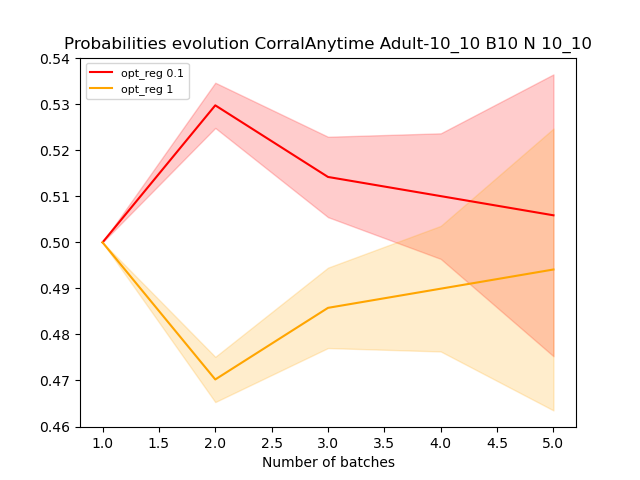 Probabilities evolution CorralAnytime Adult-10_10 B10 N 10_10
0.54
0.53
0.52
0.51
0.50
0.49
0.48
0.47
0.46
opt_reg 0.1
opt_reg 1
1.0 1.5 2.0 2.5 3.0 3.5 4.0 4.5 5.0
Number of batches